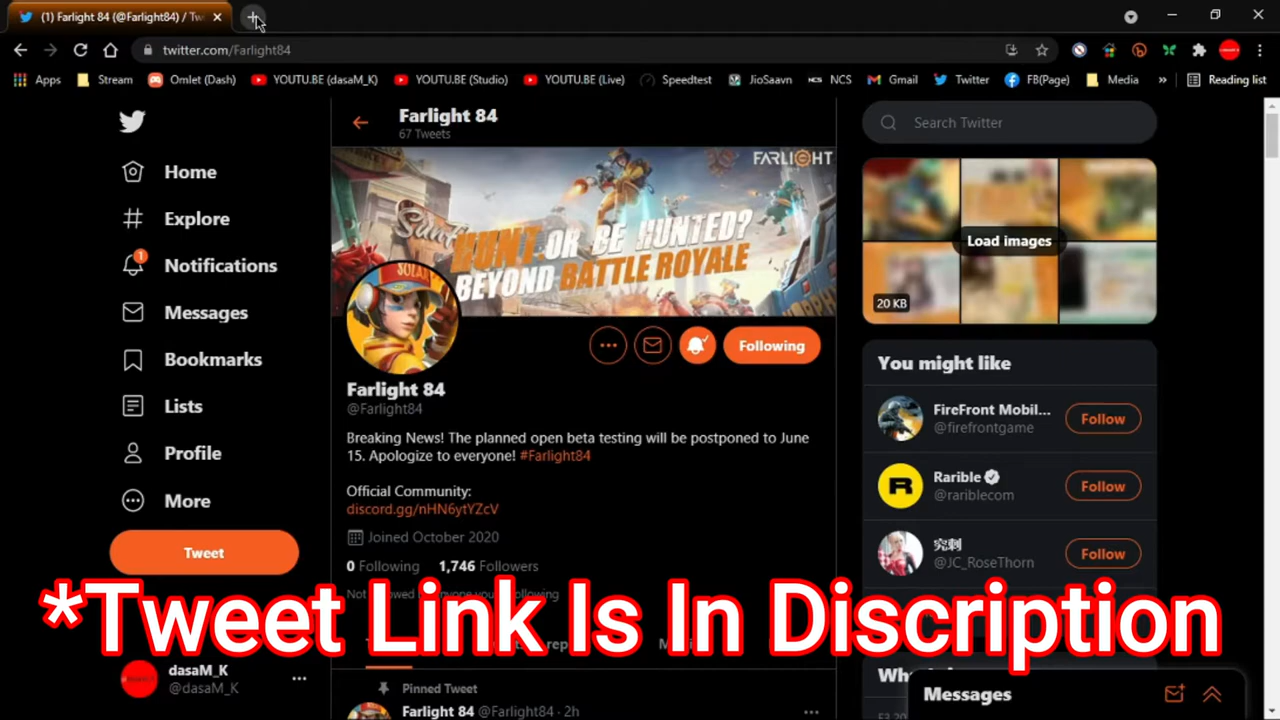 (1) Farlight 84 (@Farlight84) / Tw
twitter.com/Farlight84
Apps Stream Omlet (Dash) YOUTU.BE (dasaM_K) YOUTU.BE (Studio) YOUTU.BE (Live) Speedtest JioSaavn NCS NCS Gmail Twitter FB(Page) Media » Reading list
Home
Explore
1
Notifications
Messages
Bookmarks
Lists
Profile
More
Tweet
dasaM_K
@dasaM_K
Farlight 84
67 Tweets
FARLIGHT
HUNT OR BE HUNTED?
BEYOND BATTLE ROYALE
SOLAR
Following
Farlight 84
@Farlight84
Breaking News! The planned open beta testing will be postponed to June
15. Apologize to everyone! #Farlight84
Official Community:
discord.gg/nHN6ytYZcV
Joined October 2020
0 Following 1,746 Followers
Pinned Tweet
Farlight 84 @Farlight84 · 2h
Search Twitter
Load images
20 KB
You might like
FireFront Mobil...
@firefrontgame
Follow
Rarible
@rariblecom
Follow
@JC_RoseThorn
Follow
Messages
*Tweet Link Is In Discription